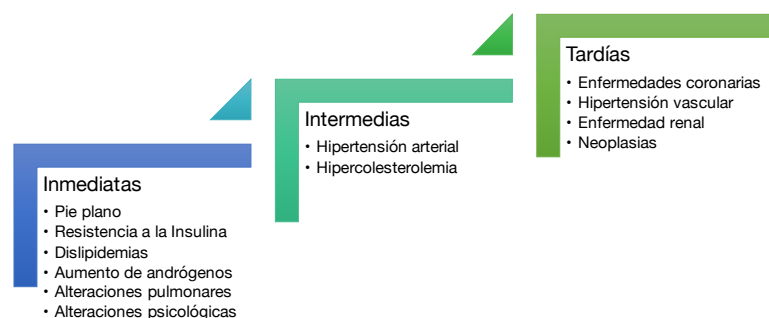 Inmediatas
• Pie plano
• Resistencia a la Insulina
• Dislipidemias
• Aumento de andrógenos
• Alteraciones pulmonares
• Alteraciones psicológicas
Intermedias
• Hipertensión arterial
• Hipercolesterolemia
Tardías
• Enfermedades coronarias
• Hipertensión vascular
• Enfermedad renal
• Neoplasias